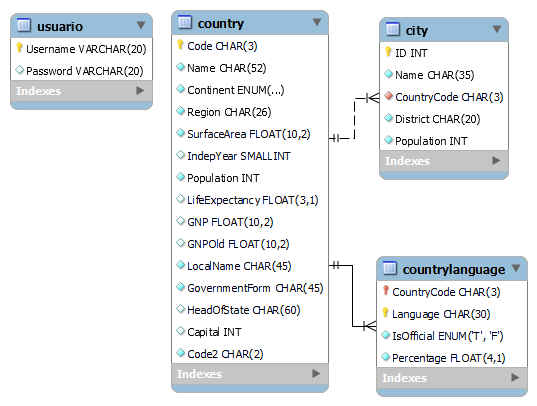 usuario
Username VARCHAR(20)
Password VARCHAR(20)
Indexes
country
Code CHAR(3)
Name CHAR(52)
Continent ENUM(...)
Region CHAR(26)
SurfaceArea FLOAT(10,2)
IndepYear SMALLINT
Population INT
LifeExpectancy FLOAT(3,1)
GNP FLOAT(10,2)
GNPOld FLOAT(10,2)
LocalName CHAR(45)
GovernmentForm CHAR(45)
HeadOfState CHAR(60)
Capital INT
Code2 CHAR(2)
Indexes
city
ID INT
Name CHAR(35)
CountryCode CHAR(3)
District CHAR(20)
Population INT
Indexes
countrylanguage
CountryCode CHAR(3)
Language CHAR(30)
IsOfficial ENUM('T', 'F')
Percentage FLOAT(4,1)
Indexes